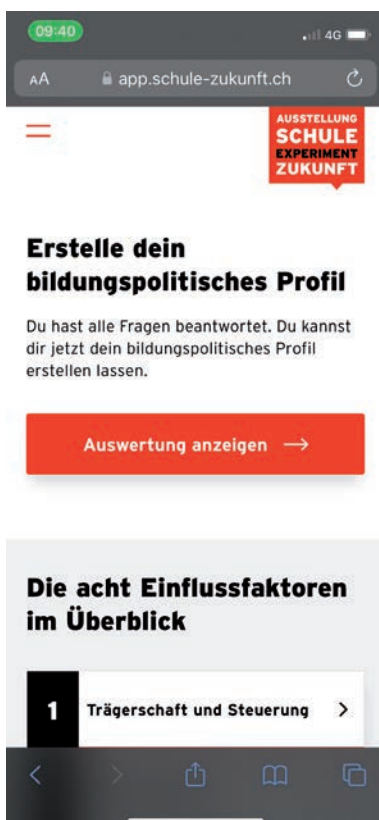 09:40
4G
AA
app.schule-zukunft.ch
AUSSTELLUNG
SCHULE
EXPERIMENT
ZUKUNFT
Erstelle dein
bildungspolitisches Profil
Du hast alle Fragen beantwortet. Du kannst
dir jetzt dein bildungspolitisches Profil
erstellen lassen.
Auswertung anzeigen →
Die acht Einflussfaktoren
im Überblick
1 Trägerschaft und Steuerung >